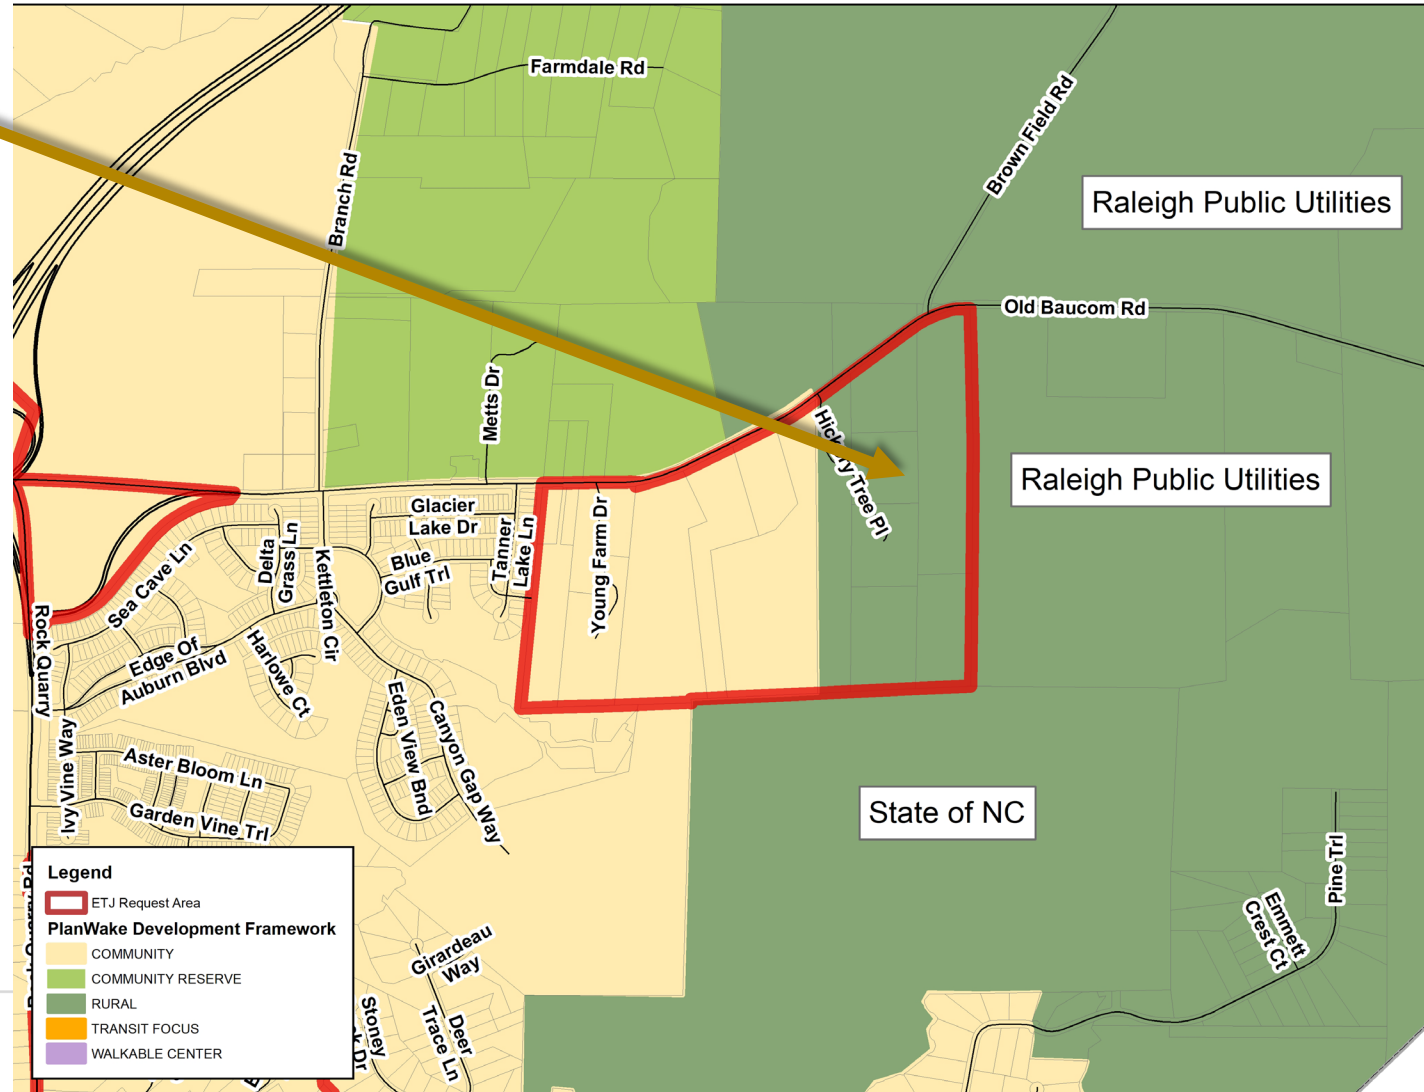 Farmdale Rd
Branch Rd
Brown Field Rd
Raleigh Public Utilities
Old Baucom Rd
Metts Dr
Hickory Tree Pl
Raleigh Public Utilities
Glacier
Lake Dr
Tanner
Lake Ln
Young Farm Dr
Delta
Grass Ln
Kettleton Cir
Blue
Gulf Trl
Sea Cave Ln
Rock Quarry
Edge Of
Auburn Blvd
Harlowe Ct
Eden View Bnd
Canyon Gap Way
Ivy Vine Way
Aster Bloom Ln
Garden Vine Trl
State of NC
Pine Trl
Emmett
Crest Ct
Girardeau
Way
Deer
Trace Ln
Stoney
Dr
Legend
ETJ Request Area
PlanWake Development Framework
COMMUNITY
COMMUNITY RESERVE
RURAL
TRANSIT FOCUS
WALKABLE CENTER